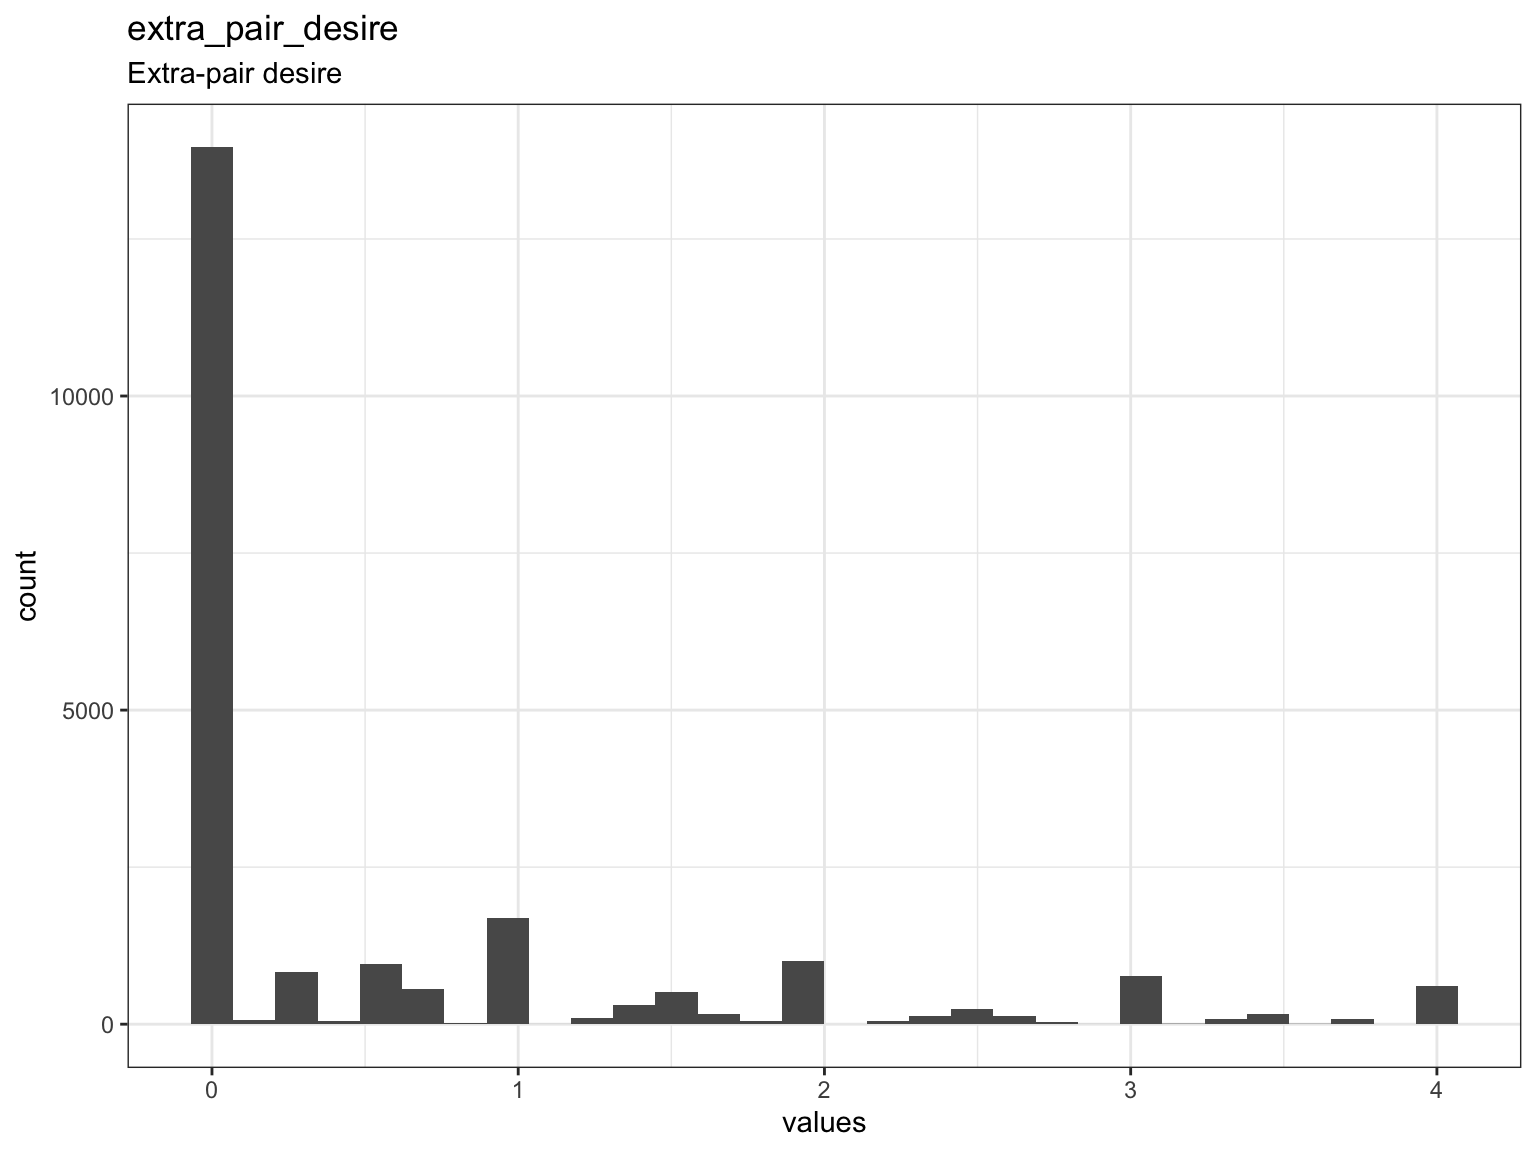 extra_pair_desire
Extra-pair desire
count
10000
5000
0
0 1 2 3 4
values